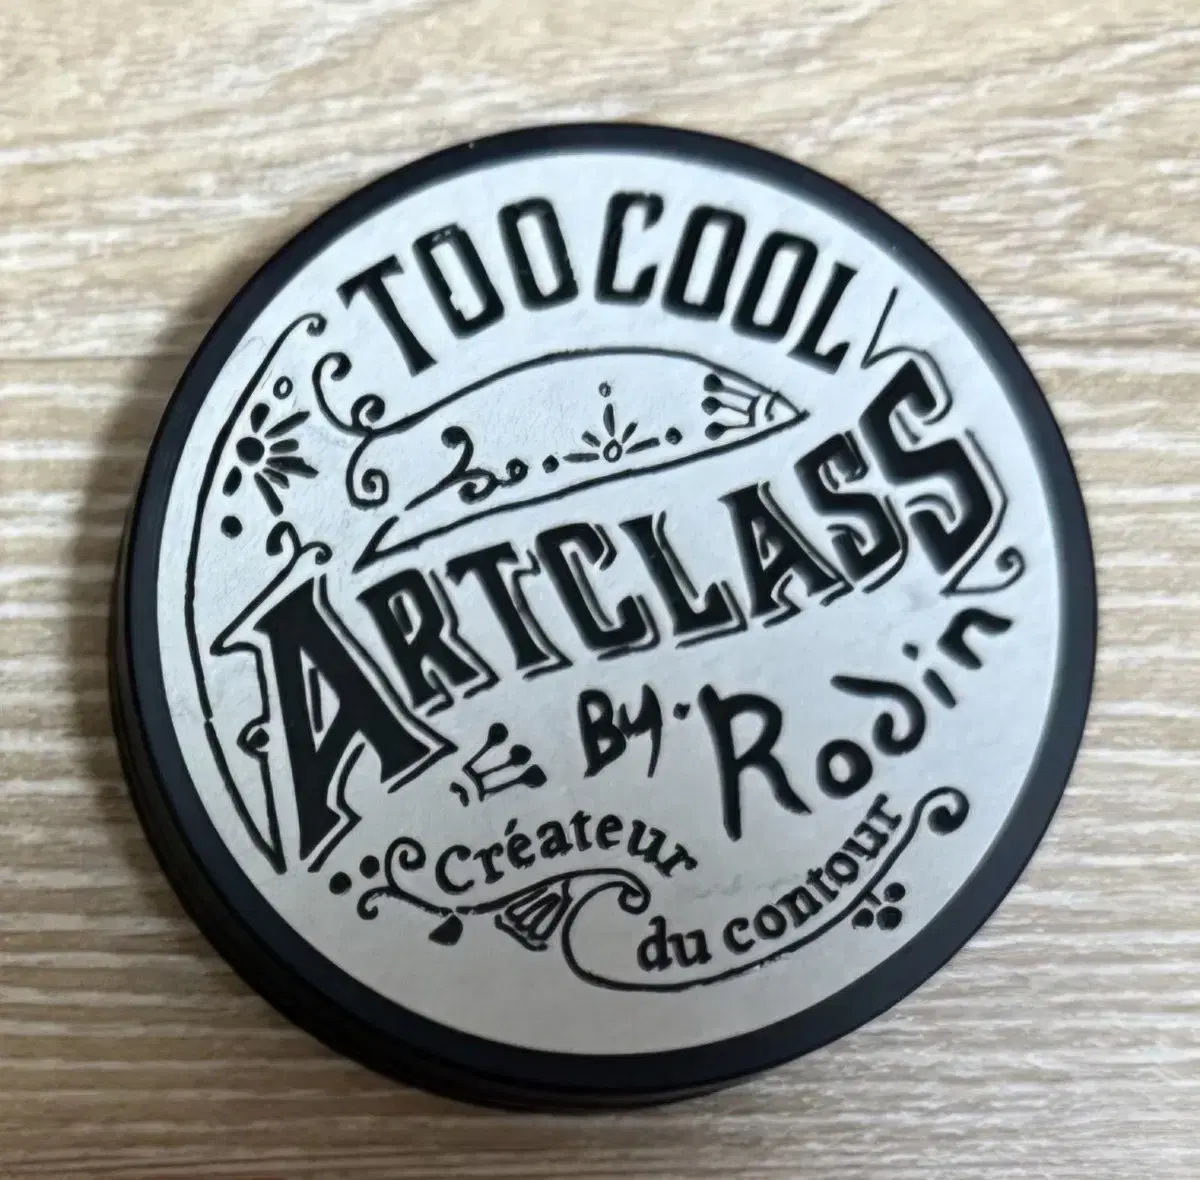 TOO COOL
ARTCLASS
By. Rodin
Créateur
du contour